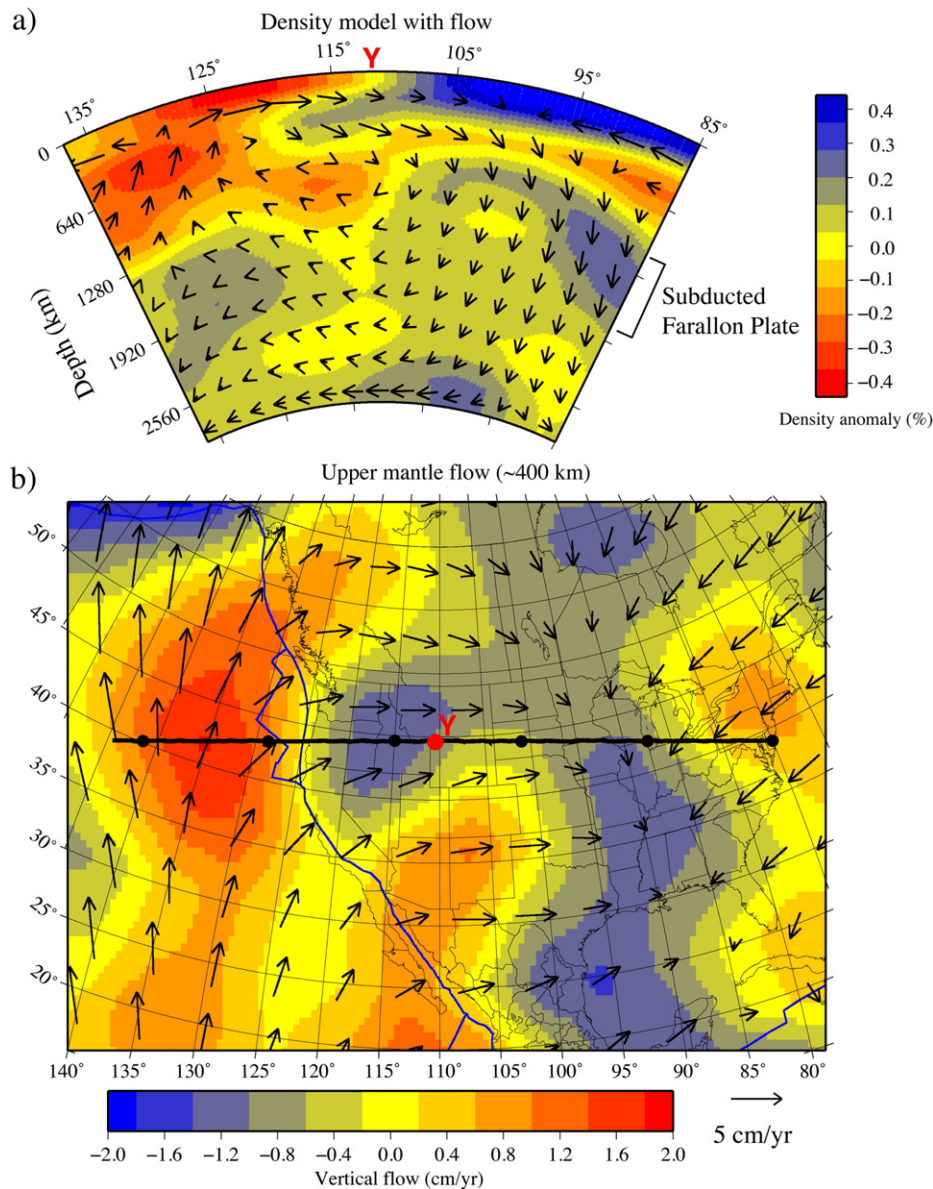 a)
Density model with flow
Y
135°
125°
115°
105°
95°
85°
0
640
1280
1920
2560
Depth (km)
0.4
0.3
0.2
0.1
0.0
−0.1
−0.2
−0.3
−0.4
Density anomaly (%)
Subducted
Farallon Plate
b)
Upper mantle flow (~400 km)
50°
45°
40°
35°
30°
25°
20°
Y
140° 135° 130° 125° 120° 115° 110° 105° 100° 95° 90° 85° 80°
−2.0 −1.6 −1.2 −0.8 −0.4 0.0 0.4 0.8 1.2 1.6 2.0
Vertical flow (cm/yr)
5 cm/yr